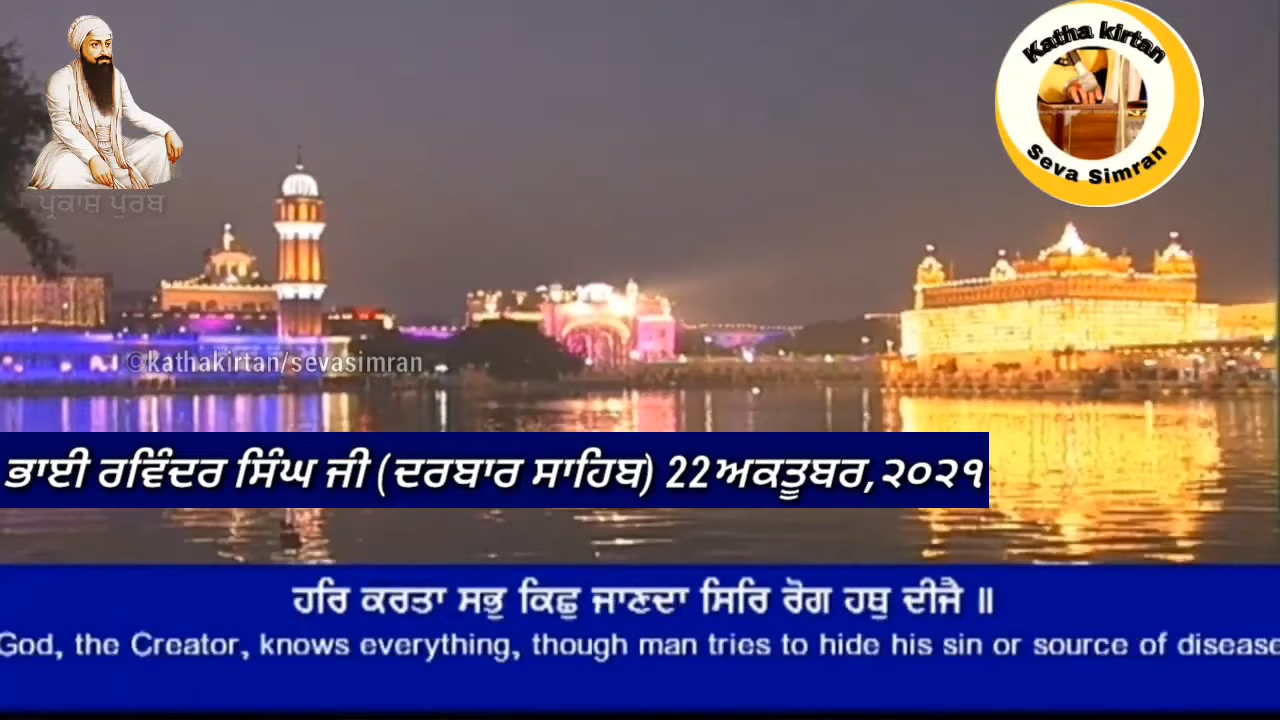 Katha kirtan
Seva Simran
ਪ੍ਰਕਾਸ਼ ਪੁਰਬ
©kathakirtan/sevasimran
ਭਾਈ ਰਵਿੰਦਰ ਸਿੰਘ ਜੀ (ਦਰਬਾਰ ਸਾਹਿਬ) 22ਅਕਤੂਬਰ,੨੦੨੧
ਹਰਿ ਕਰਤਾ ਸਭੁ ਕਿਛੁ ਜਾਣਦਾ ਸਿਰਿ ਰੋਗ ਹਥੁ ਦੀਜੈ ॥
God, the Creator, knows everything, though man tries to hide his sin or source of disease